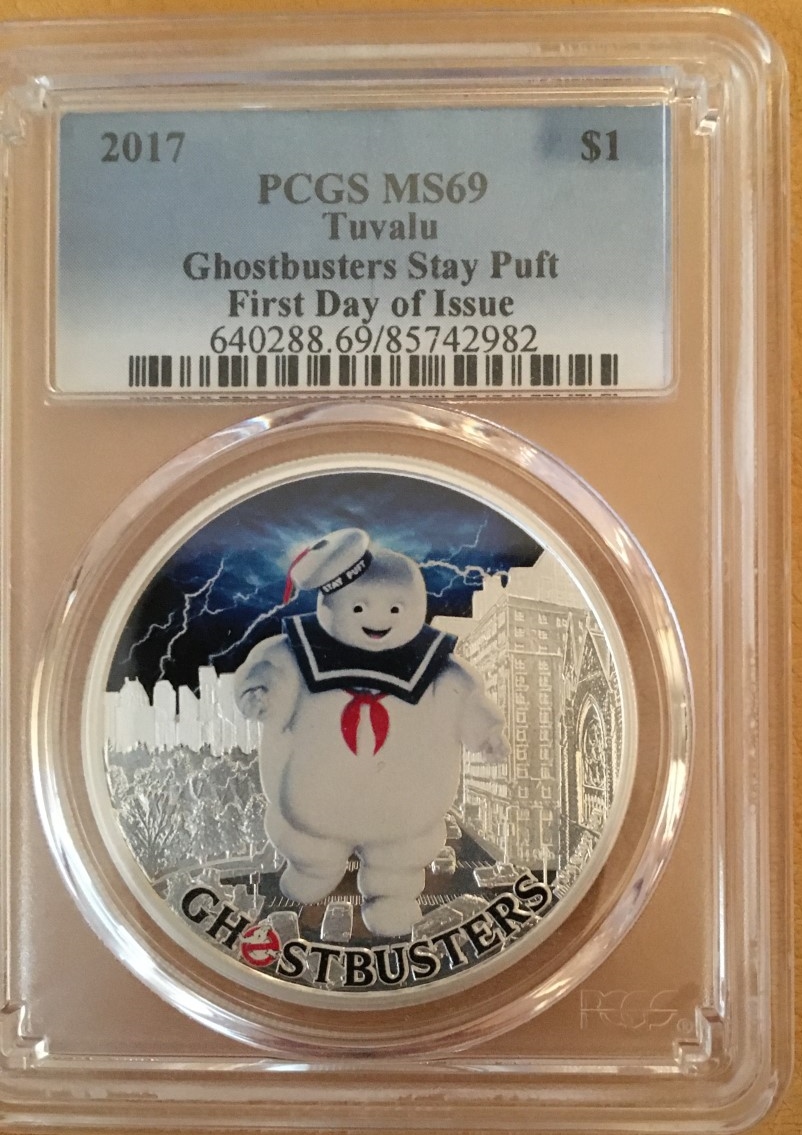 2017 $1
PCGS MS69
Tuvalu
Ghostbusters Stay Puft
First Day of Issue
640288.69/85742982
STAY PUFT
GHOSTBUSTERS
PCGS